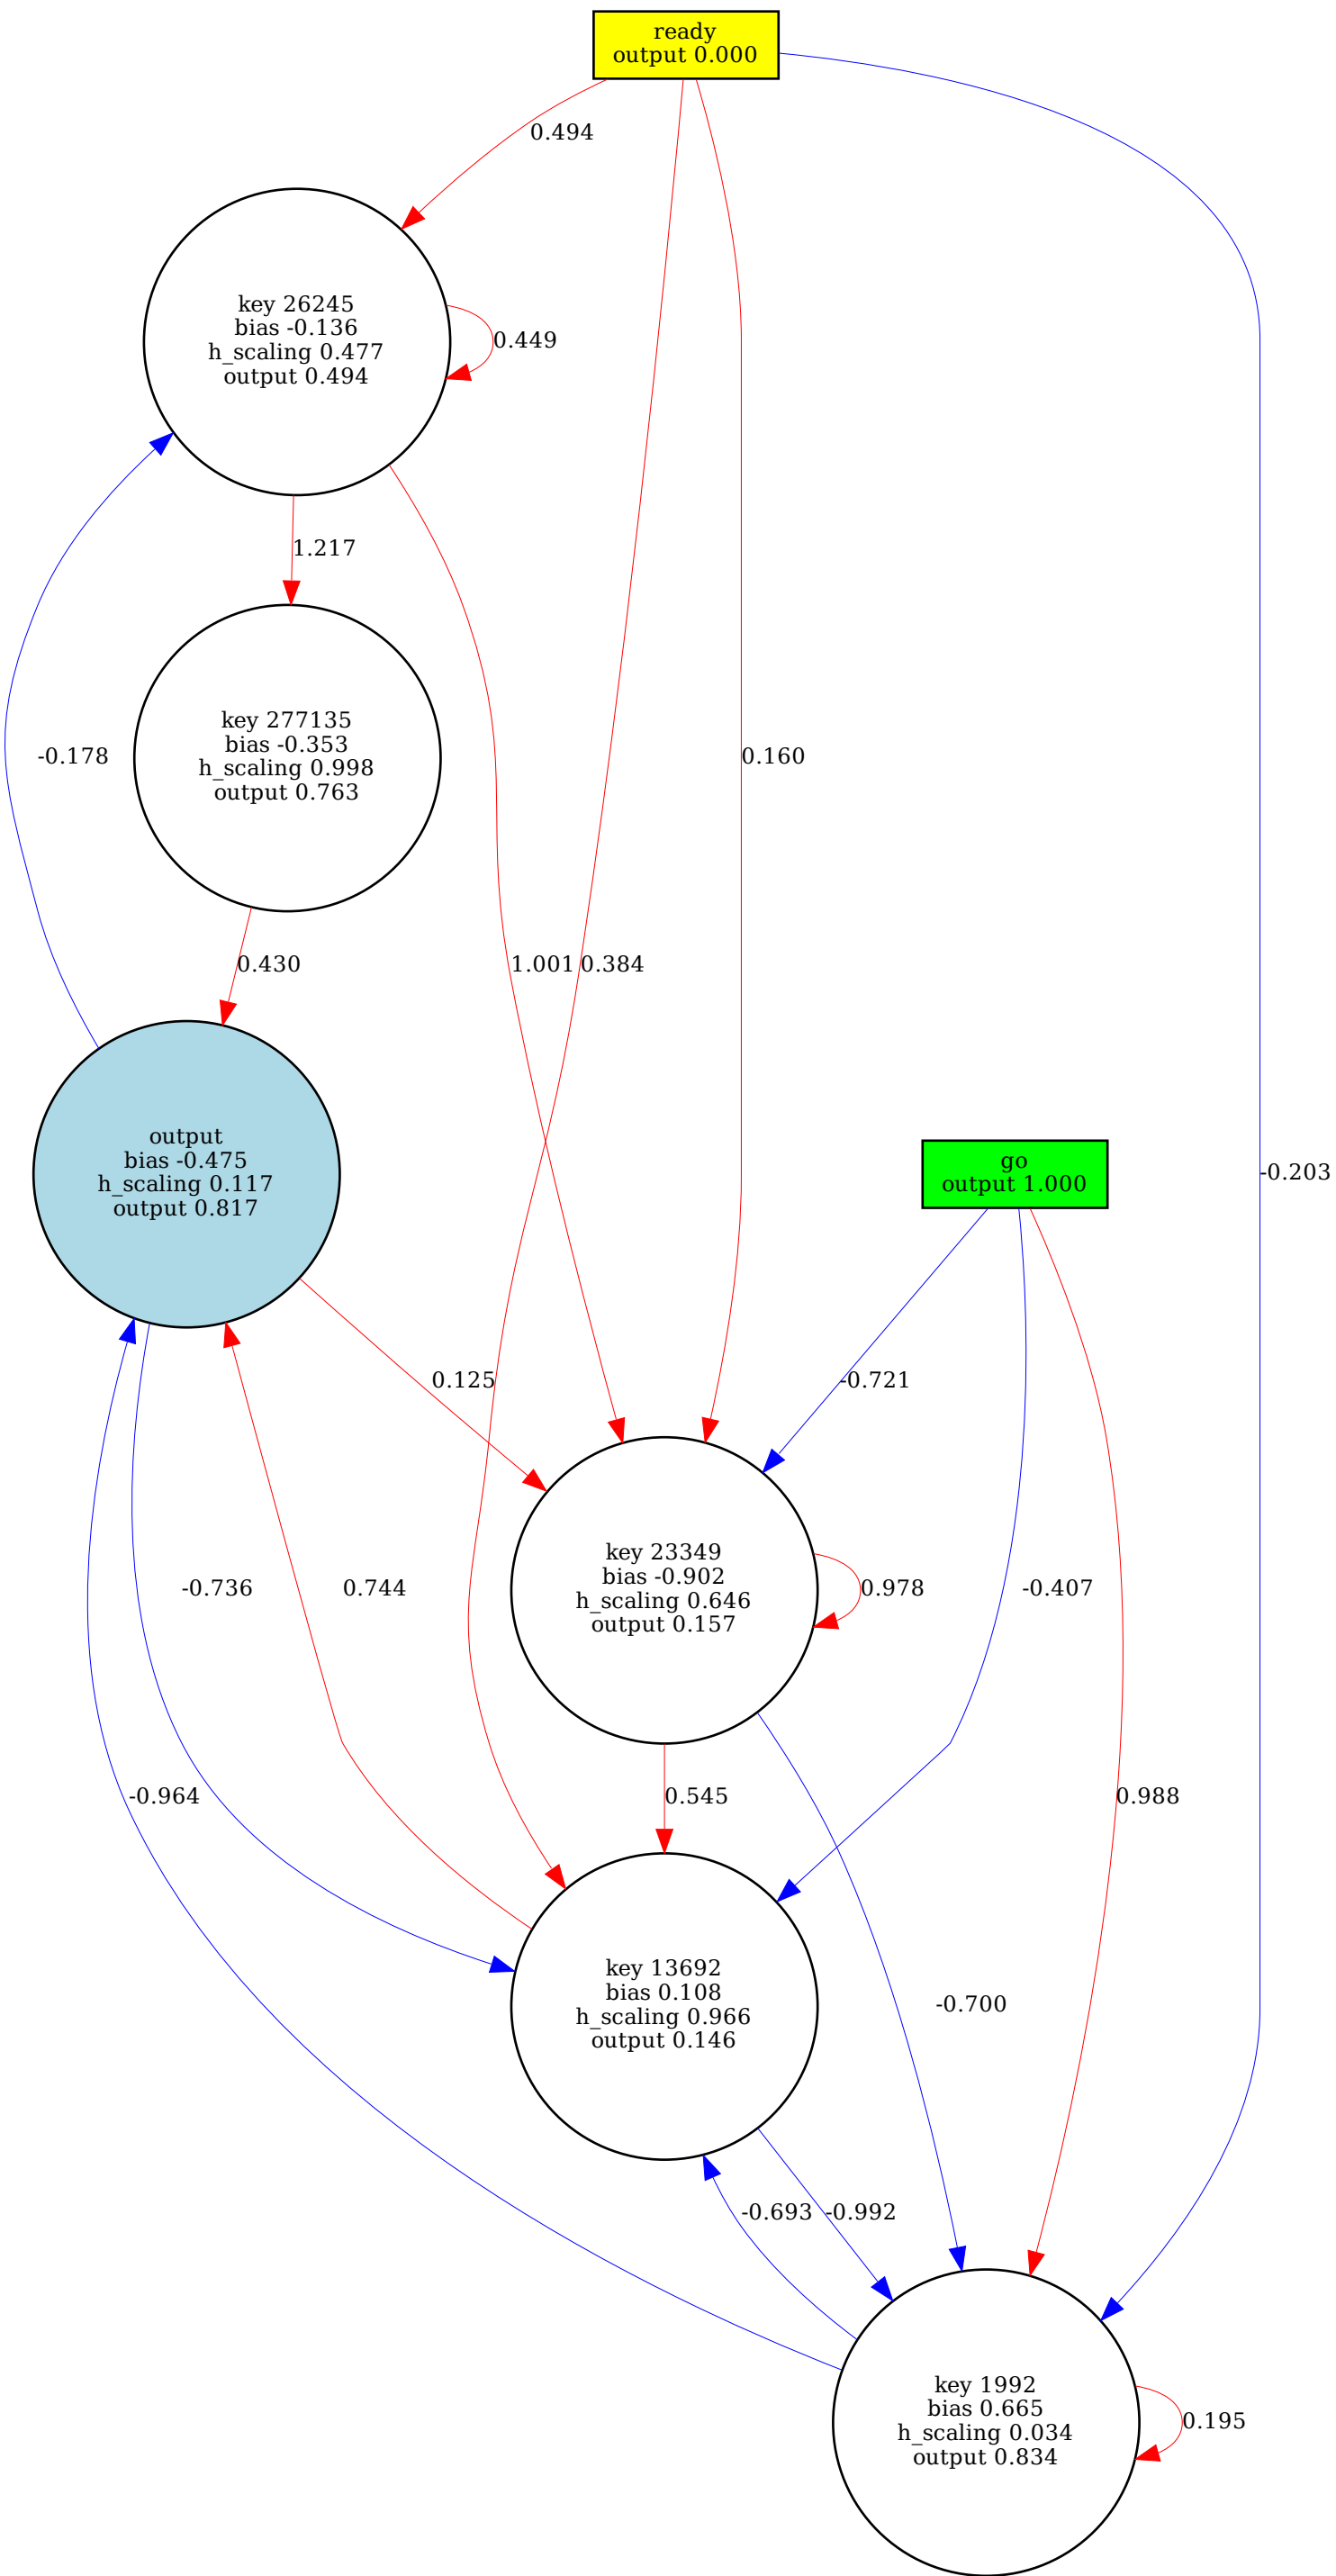 ready
output 0.000
0.494
key 26245
bias -0.136
h_scaling 0.477
output 0.494
0.449
1.217
key 277135
bias -0.353
h_scaling 0.998
output 0.763
-0.178
0.160
0.430
1.001
0.384
output
bias -0.475
h_scaling 0.117
output 0.817
go
output 1.000
-0.203
0.125
-0.721
key 23349
bias -0.902
h_scaling 0.646
output 0.157
0.978
-0.736
0.744
-0.407
-0.964
0.545
0.988
key 13692
bias 0.108
h_scaling 0.966
output 0.146
-0.700
-0.693
-0.992
key 1992
bias 0.665
h_scaling 0.034
output 0.834
0.195